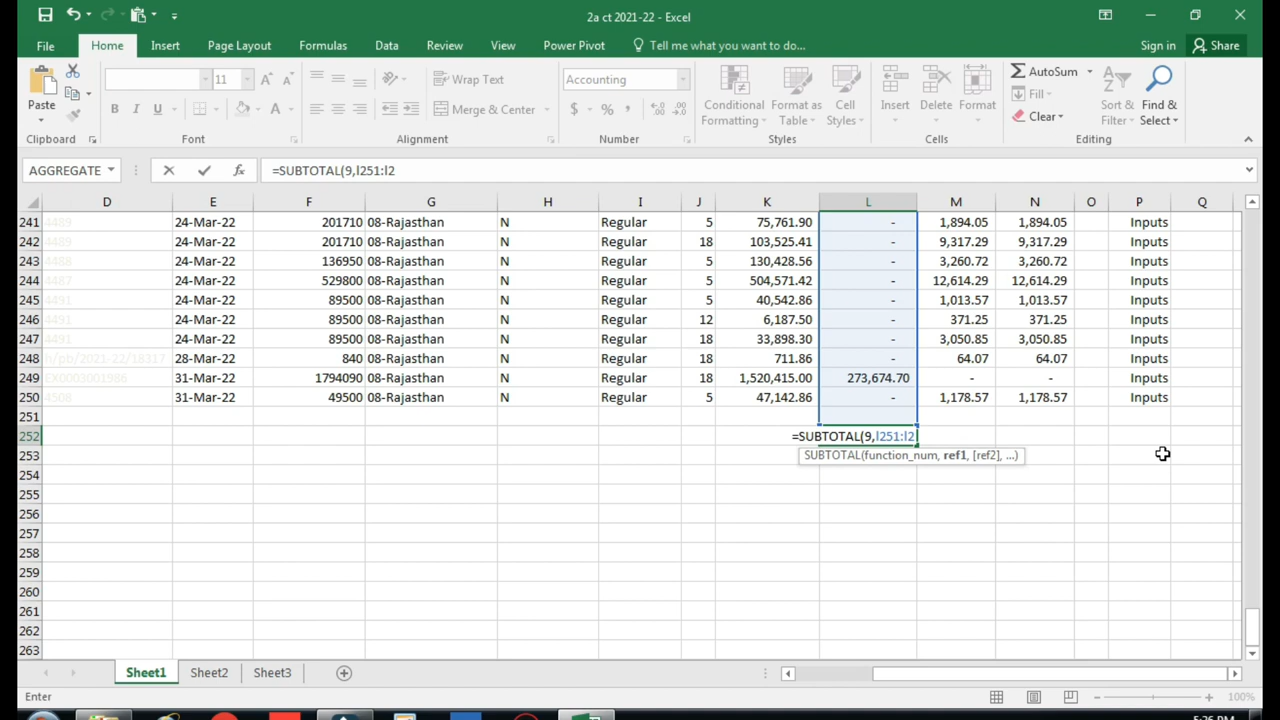 2a ct 2021-22 - Excel
File Home Insert Page Layout Formulas Data Review View Power Pivot Tell me what you want to do... Sign in Share
Paste
11
Wrap Text
Accounting
Conditional Formatting
Format as Table
Cell Styles
Insert
Delete
Format
AutoSum
Fill
Clear
Sort & Filter
Find & Select
B I U
A
Merge & Center
$ % ,
Clipboard Font Alignment Number Styles Cells Editing
AGGREGATE fx =SUBTOTAL(9,l251:l2
D E F G H I J K L M N O P Q
241 4489 24-Mar-22 201710 08-Rajasthan N Regular 5 75,761.90 - 1,894.05 1,894.05 Inputs
242 4489 24-Mar-22 201710 08-Rajasthan N Regular 18 103,525.41 - 9,317.29 9,317.29 Inputs
243 4488 24-Mar-22 136950 08-Rajasthan N Regular 5 130,428.56 - 3,260.72 3,260.72 Inputs
244 4487 24-Mar-22 529800 08-Rajasthan N Regular 5 504,571.42 - 12,614.29 12,614.29 Inputs
245 4491 24-Mar-22 89500 08-Rajasthan N Regular 5 40,542.86 - 1,013.57 1,013.57 Inputs
246 4491 24-Mar-22 89500 08-Rajasthan N Regular 12 6,187.50 - 371.25 371.25 Inputs
247 4491 24-Mar-22 89500 08-Rajasthan N Regular 18 33,898.30 - 3,050.85 3,050.85 Inputs
248 h/pb/2021-22/18317 28-Mar-22 840 08-Rajasthan N Regular 18 711.86 - 64.07 64.07 Inputs
249 EX0003001986 31-Mar-22 1794090 08-Rajasthan N Regular 18 1,520,415.00 273,674.70 - - Inputs
250 4508 31-Mar-22 49500 08-Rajasthan N Regular 5 47,142.86 - 1,178.57 1,178.57 Inputs
251
252 =SUBTOTAL(9,l251:l2
253 SUBTOTAL(function_num, ref1, [ref2], ...)
254
255
256
257
258
259
260
261
262
263
Sheet1 Sheet2 Sheet3
Enter 100%